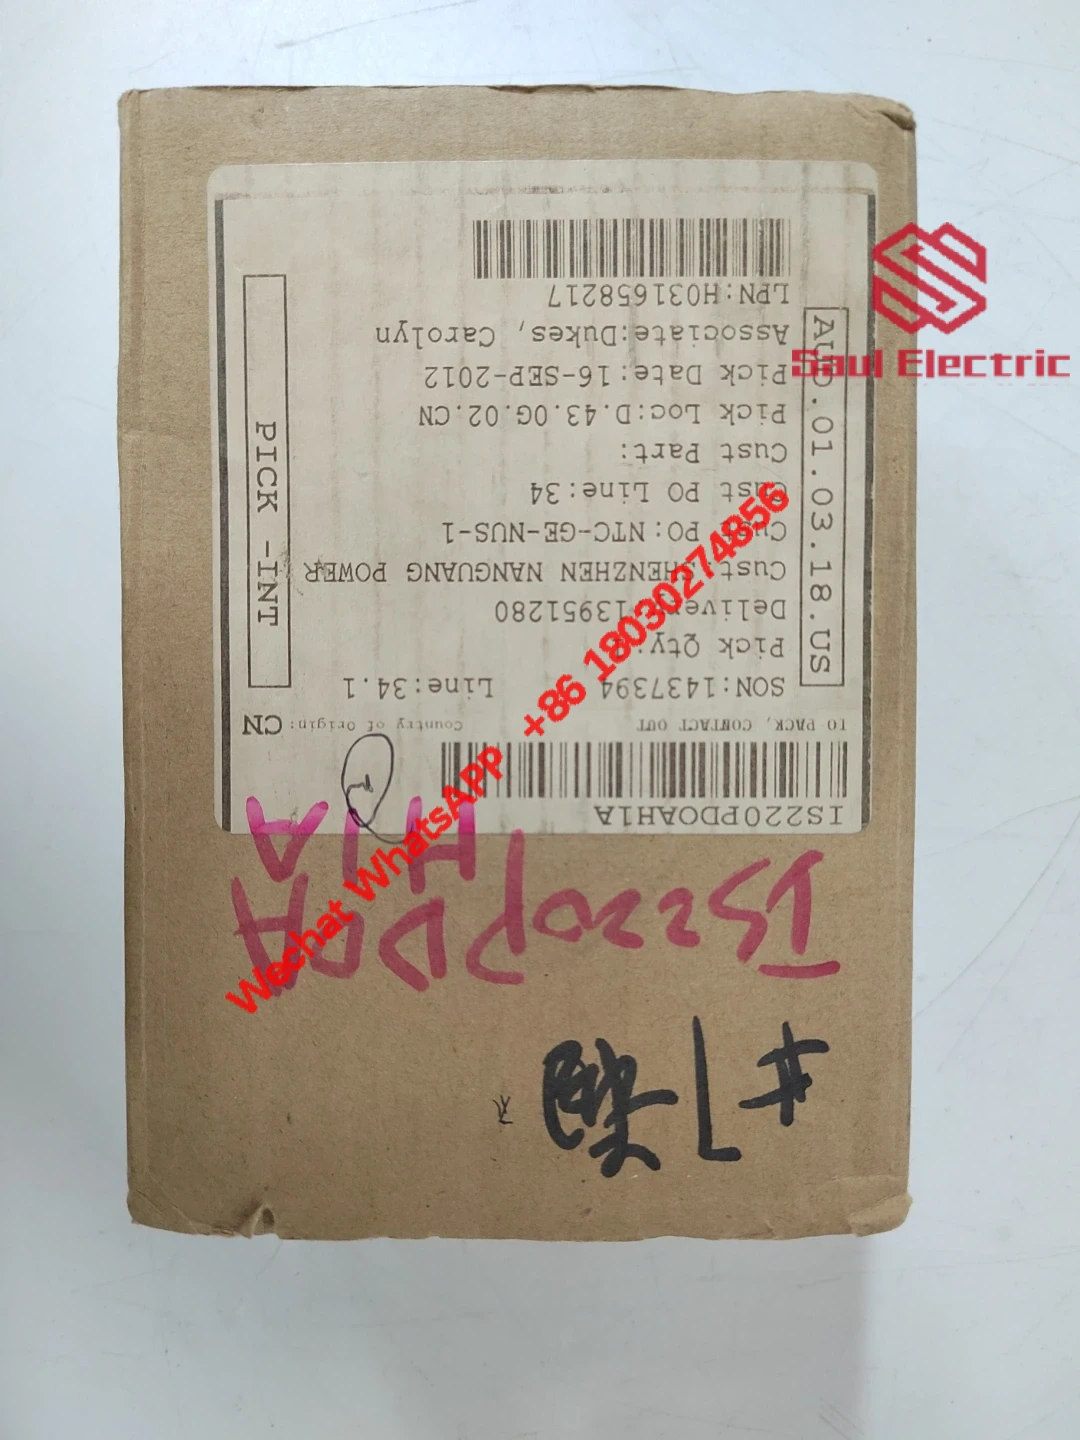 IS220PDOAH1A
TO PACK, CONTACT OUT
Country of Origin: CN
SON:1437394 Line:34.1
Pick Qty:
Delivery:13951280
Cust SHENZHEN NANGUANG POWER
Cust PO:NTC-GE-NUS-1
Cust PO Line:34
Cust Part:
Pick Loc:D.43.0G.02.CN
Pick Date:16-SEP-2012
Associate:Dukes, Carolyn
LPN:H031658217
AUD.01.03.18.US
PICK -INT
IS220PDOA
H1A
#1
Saul Electric
Wechat WhatsAPP +86 18030274856